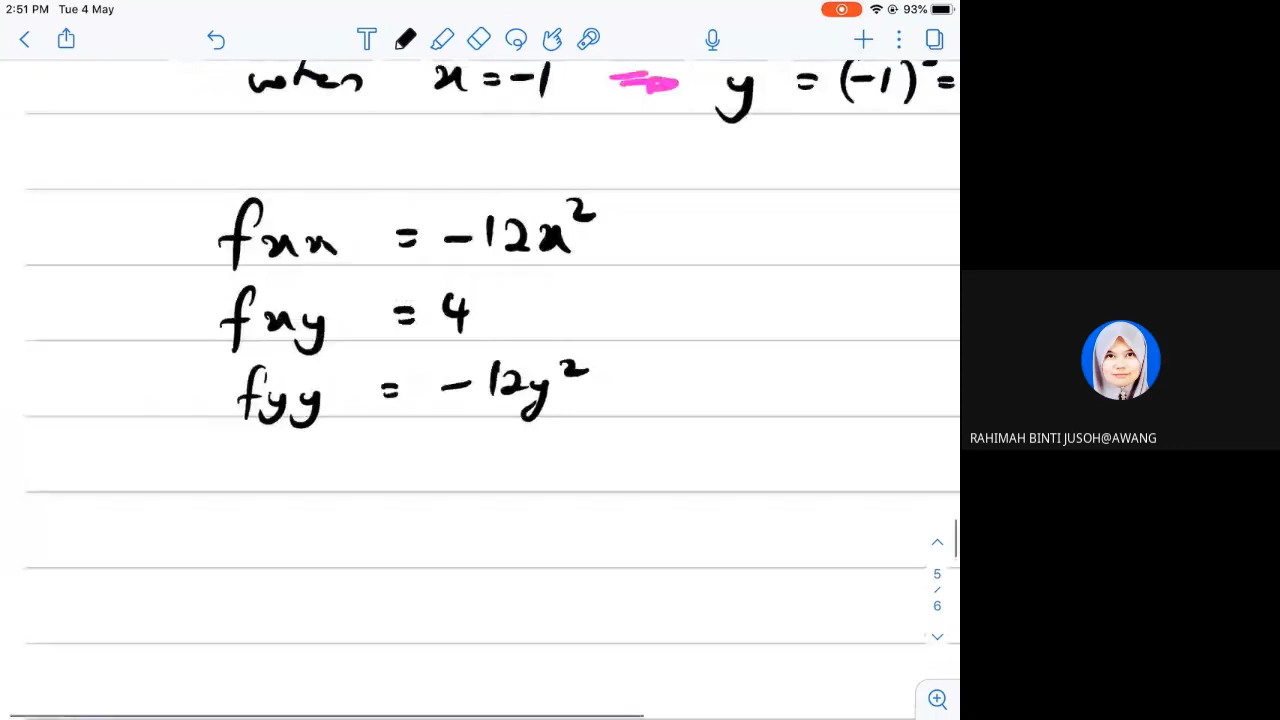 2:51 PM Tue 4 May 93%
when x = -1 y = (-1) =
fxx = -12x²
fxy = 4
fyy = -12y²
RAHIMAH BINTI JUSOH@AWANG
5
/
6